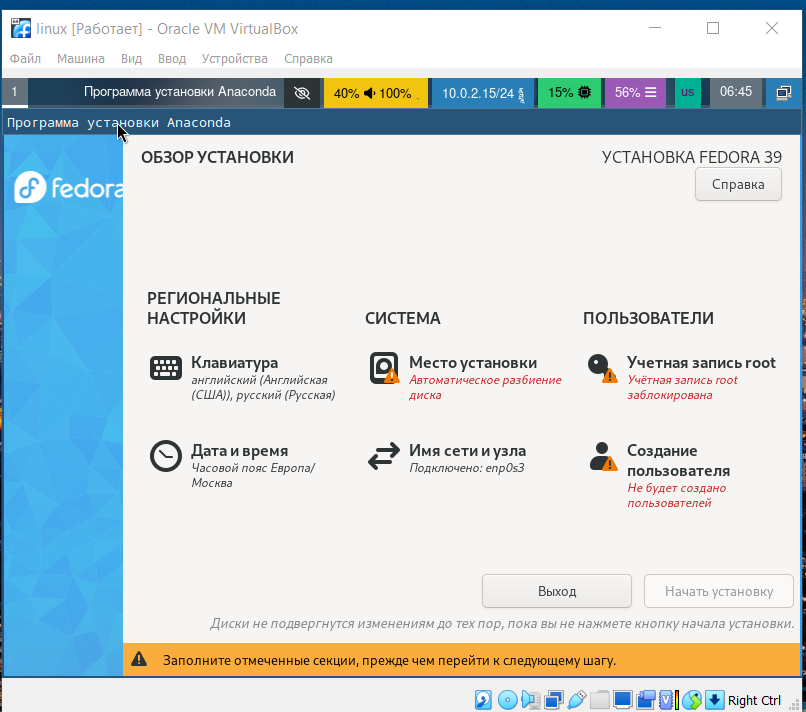 linux [Работает] - Oracle VM VirtualBox
Файл Машина Вид Ввод Устройства Справка
1 Программа установки Anaconda 40% 100% 10.0.2.15/24 15% 56% us 06:45
Программа установки Anaconda
fedora
ОБЗОР УСТАНОВКИ
УСТАНОВКА FEDORA 39
Справка
РЕГИОНАЛЬНЫЕ
НАСТРОЙКИ
Клавиатура
английский (Английская
(США)), русский (Русская)
Дата и время
Часовой пояс Европа/
Москва
СИСТЕМА
Место установки
Автоматическое разбиение
диска
Имя сети и узла
Подключено: enp0s3
ПОЛЬЗОВАТЕЛИ
Учетная запись root
Учётная запись root
заблокирована
Создание
пользователя
Не будет создано
пользователей
Выход
Начать установку
Диски не подвергнутся изменениям до тех пор, пока вы не нажмете кнопку начала установки.
Заполните отмеченные секции, прежде чем перейти к следующему шагу.
Right Ctrl